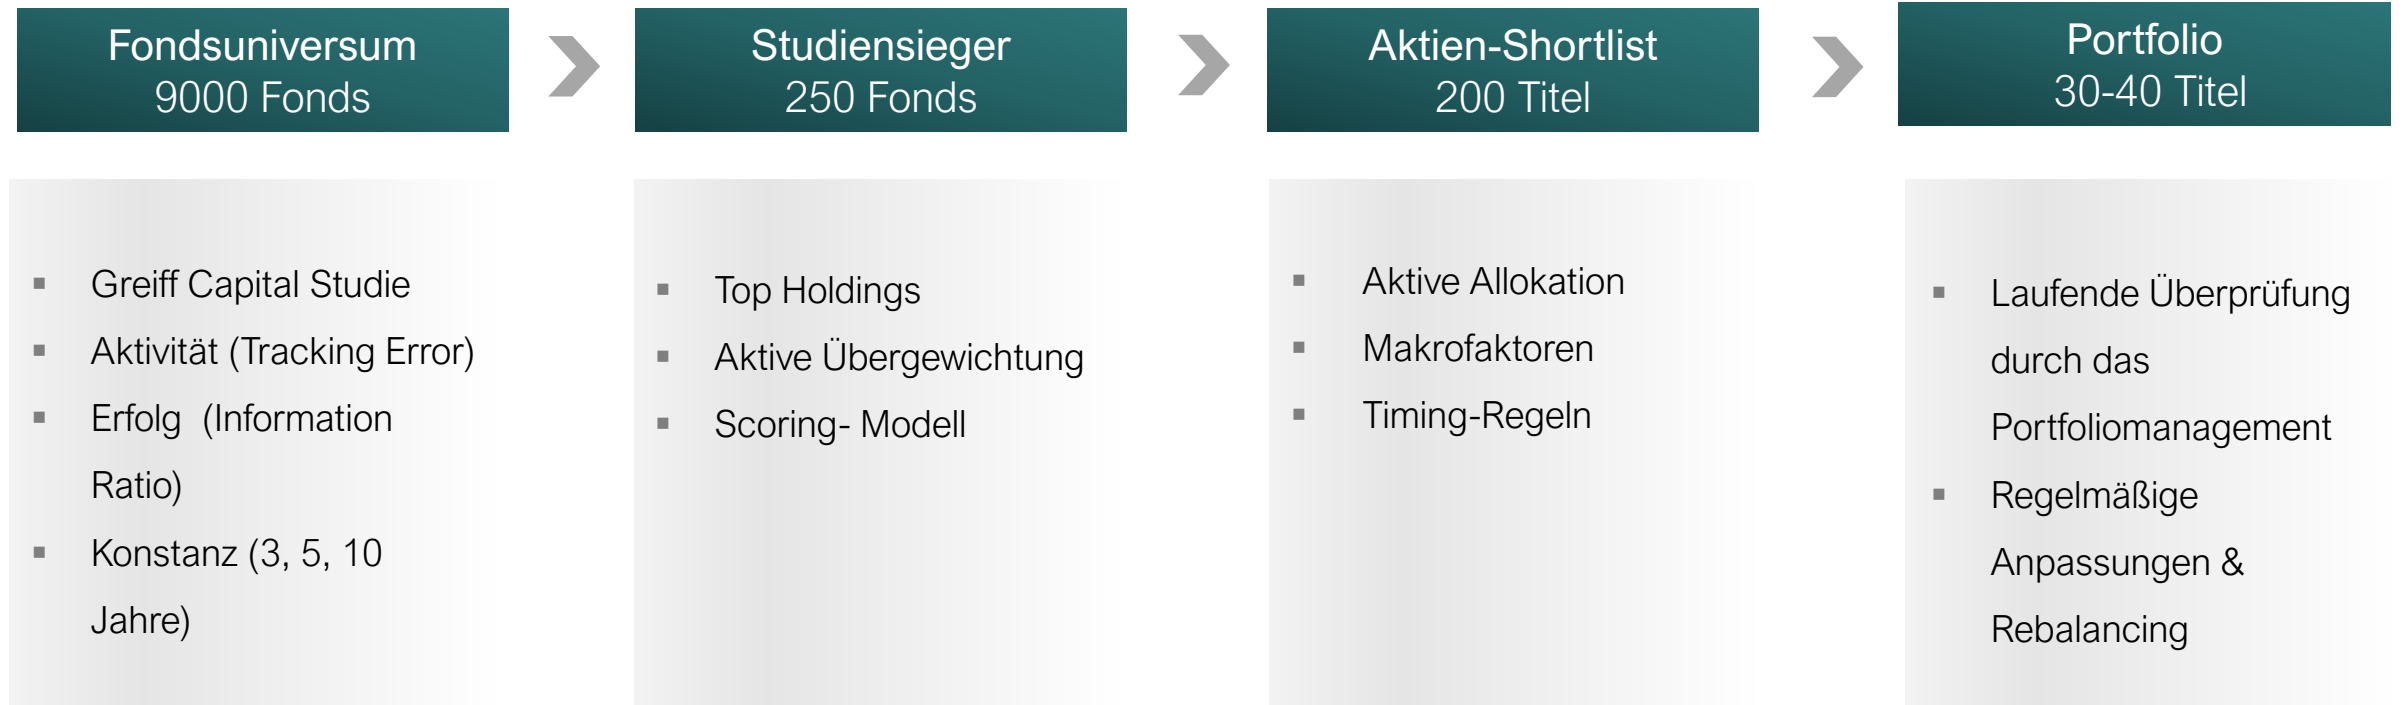 Fondsuniversum
9000 Fonds
Studiensieger
250 Fonds
Aktien-Shortlist
200 Titel
Portfolio
30-40 Titel
Greiff Capital Studie
Aktivität (Tracking Error)
Erfolg  (Information
Ratio)
Konstanz (3, 5, 10
Jahre)
Top Holdings
Aktive Übergewichtung
Scoring- Modell
Aktive Allokation
Makrofaktoren
Timing-Regeln
Laufende Überprüfung
durch das
Portfoliomanagement
Regelmäßige
Anpassungen &
Rebalancing